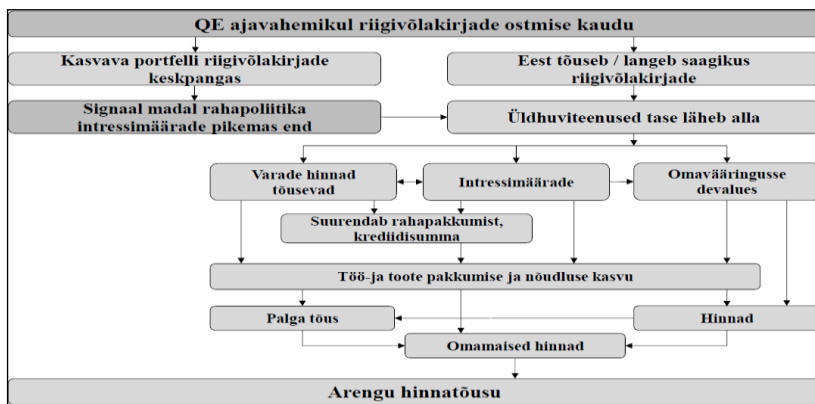 QE ajavahemikul riigivõlakirjade ostmise kaudu
Kasvava portfelli riigivõlakirjade
keskpangas
Eest tõuseb / langeb saagikus
riigivõlakirjade
Signaal madal rahapoliitika
intressimäärade pikemas end
Üldhuviteenused tase läheb alla
Varade hinnad
tõusevad
Intressimäärade
Omavääringusse
devalues
Suurendab rahapakkumist,
krediidisumma
Töö-ja toote pakkumise ja nõudluse kasvu
Palga tõus
Hinnad
Omamaised hinnad
Arengu hinnatõusu